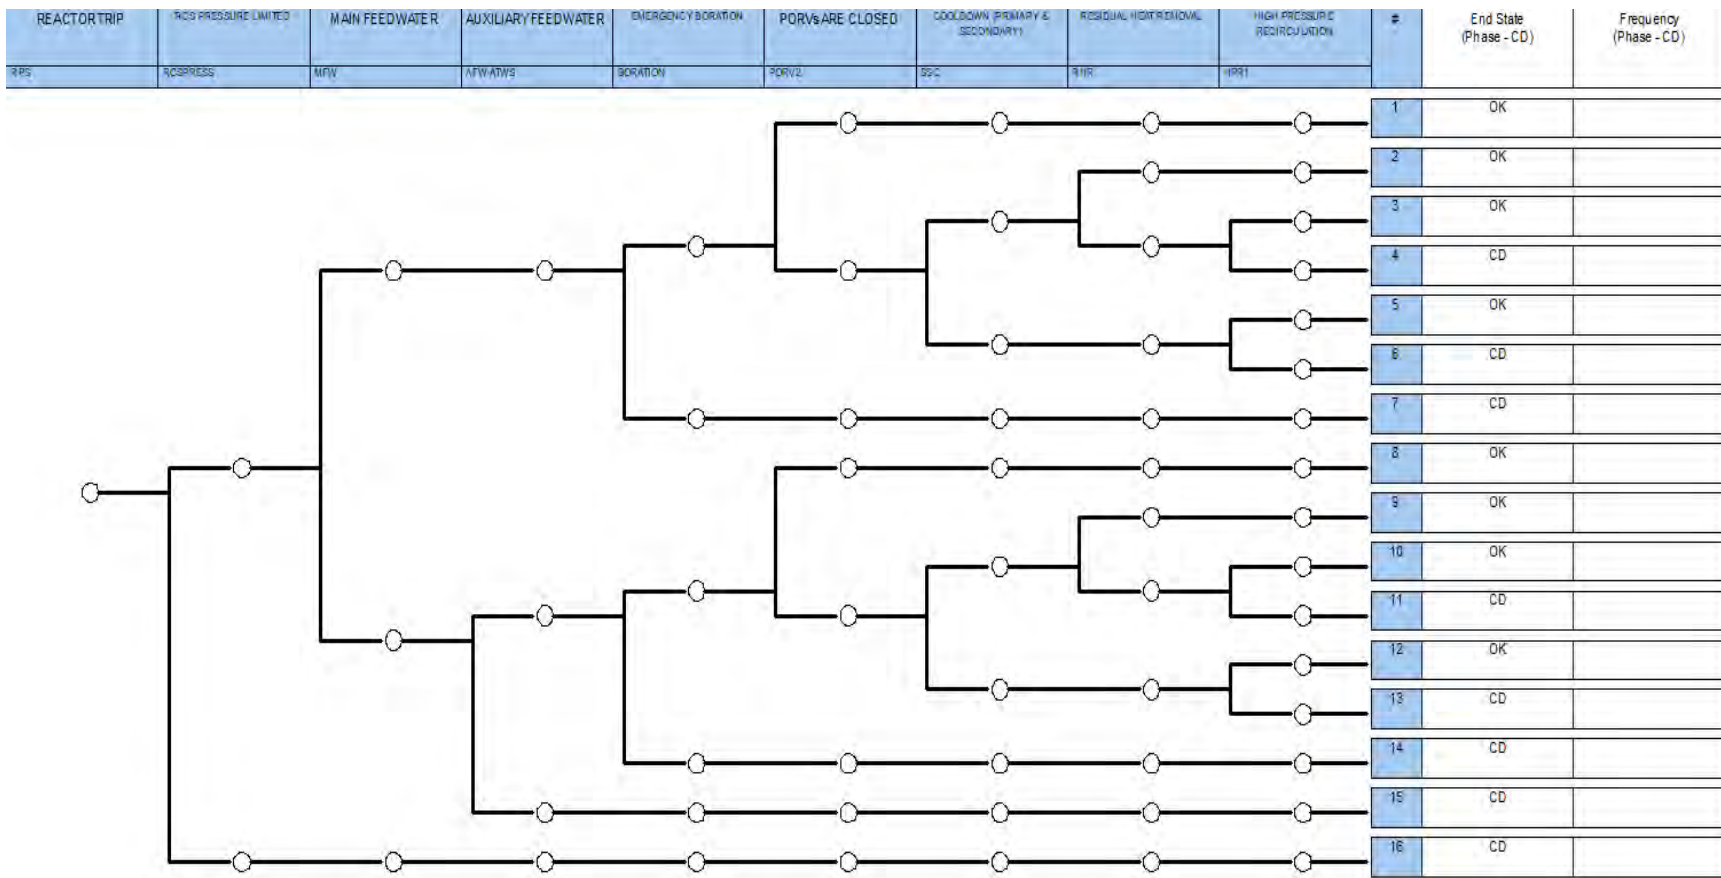 REACTOR TRIP
RCS PRESSURE LIMITED
MAIN FEEDWATER
AUXILIARY FEEDWATER
EMERGENCY BORATION
PORVs ARE CLOSED
COOLDOWN (PRIMARY &
SECONDARY)
RESIDUAL HEAT REMOVAL
HIGH PRESSURE
RECIRCULATION
#
End State
(Phase - CD)
Frequency
(Phase - CD)
RPS
RCSPRESS
MFW
AFW-ATWS
BORATION
PORV2
SSC
RHR
HPR1
1 OK
2 OK
3 OK
4 CD
5 OK
6 CD
7 CD
8 OK
9 OK
10 OK
11 CD
12 OK
13 CD
14 CD
15 CD
16 CD